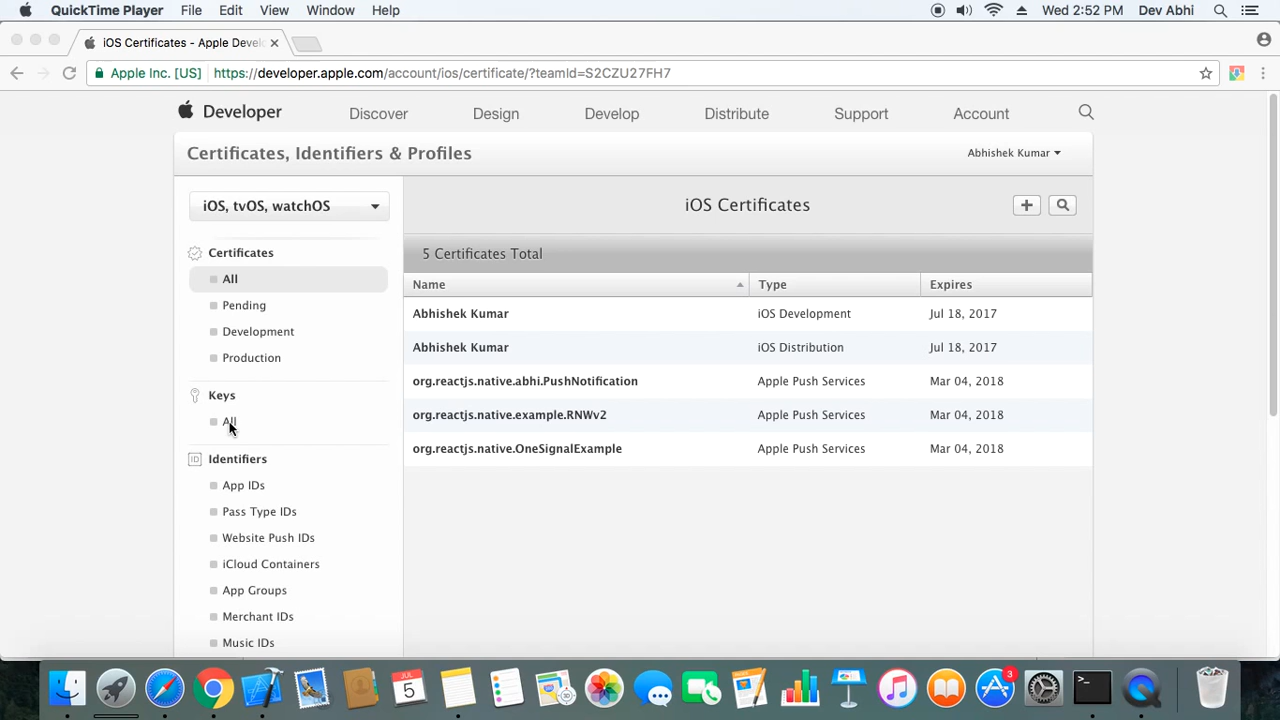 QuickTime Player File Edit View Window Help Wed 2:52 PM Dev Abhi
iOS Certificates - Apple Devel
Apple Inc. [US] https://developer.apple.com/account/ios/certificate/?teamId=S2CZU27FH7
Developer Discover Design Develop Distribute Support Account
Certificates, Identifiers & Profiles Abhishek Kumar
iOS, tvOS, watchOS
iOS Certificates
Certificates
5 Certificates Total
All
Name Type Expires
Pending
Abhishek Kumar iOS Development Jul 18, 2017
Development
Abhishek Kumar iOS Distribution Jul 18, 2017
Production
org.reactjs.native.abhi.PushNotification Apple Push Services Mar 04, 2018
Keys
org.reactjs.native.example.RNWv2 Apple Push Services Mar 04, 2018
All
org.reactjs.native.OneSignalExample Apple Push Services Mar 04, 2018
Identifiers
App IDs
Pass Type IDs
Website Push IDs
iCloud Containers
App Groups
Merchant IDs
Music IDs
JUL
5
3